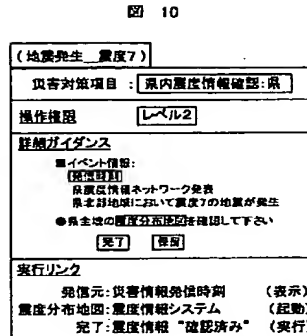 図 10
(地震発生 震度7)
災害対策項目：県内震度情報確認:県
操作権限 レベル2
詳細ガイダンス
■イベント情報:
発信時刻
県震度情報ネットワーク発表
県北部地域において震度7の地震が発生
●県全域の震度分布地図を確認して下さい
完了 保留
実行リンク
発信元:災害情報発信時刻 (表示)
震度分布地図:震度情報システム (起動)
完了:震度情報 "確認済み" (実行)